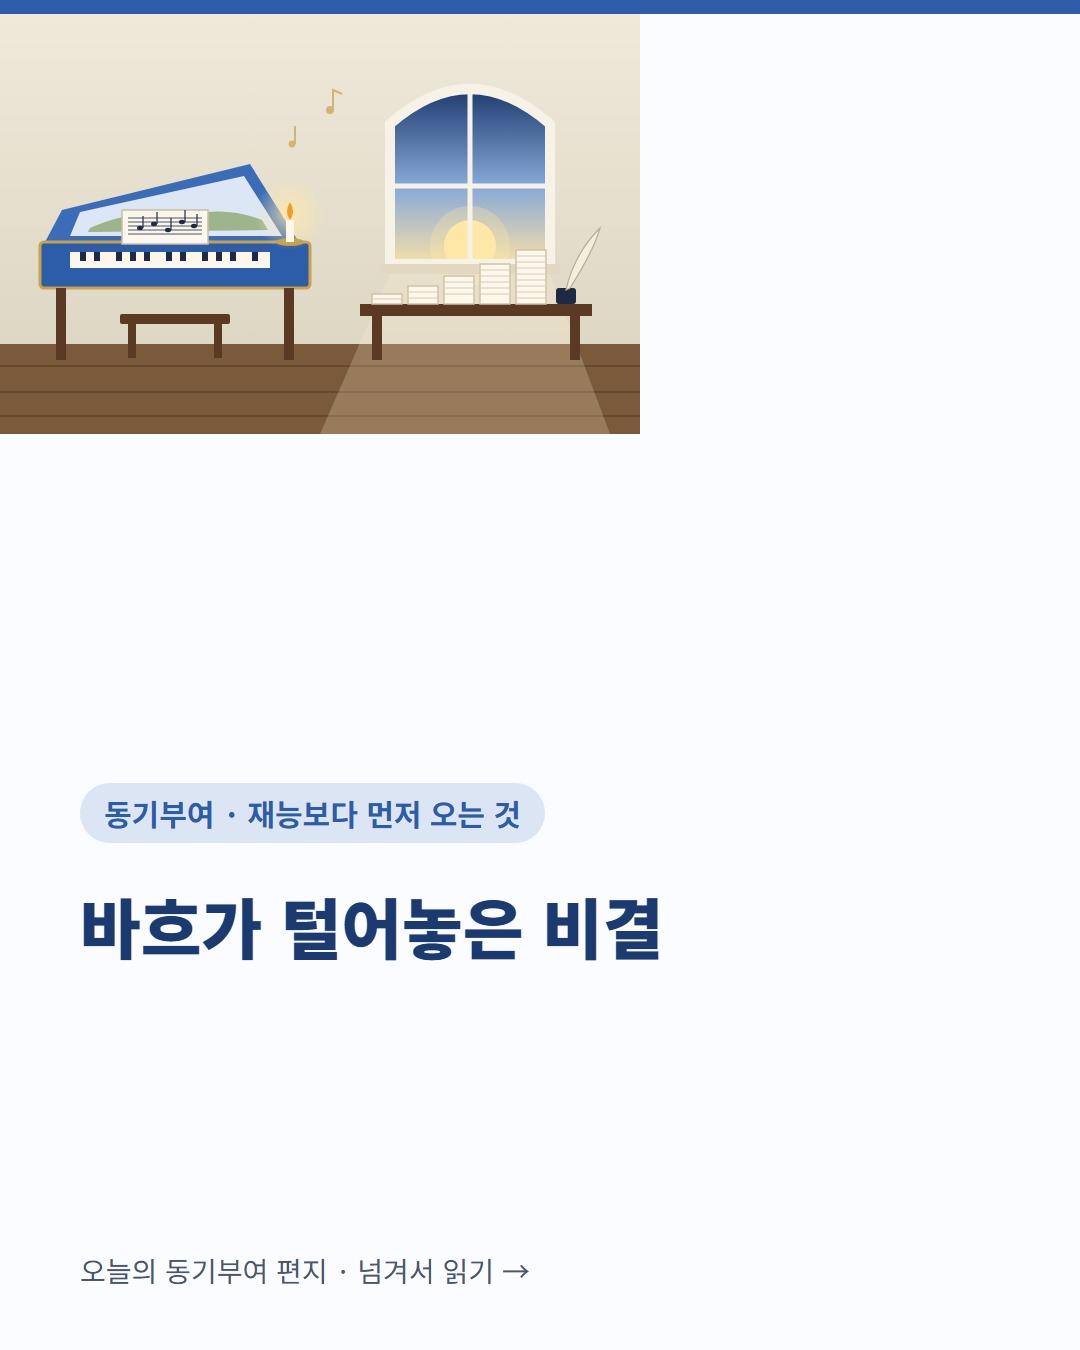 동기부여 · 재능보다 먼저 오는 것
바흐가 털어놓은 비결
오늘의 동기부여 편지 · 넘겨서 읽기 →